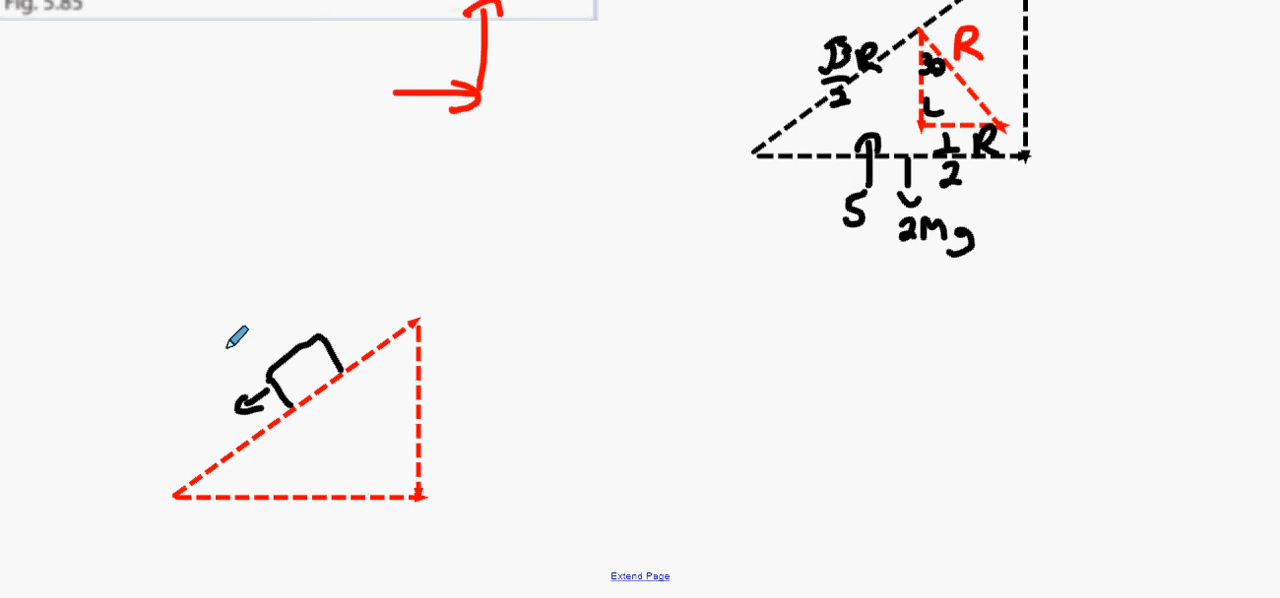 Fig. 5.85
R
√3/2 R
30
1/2 R
S
2Mg
Extend Page